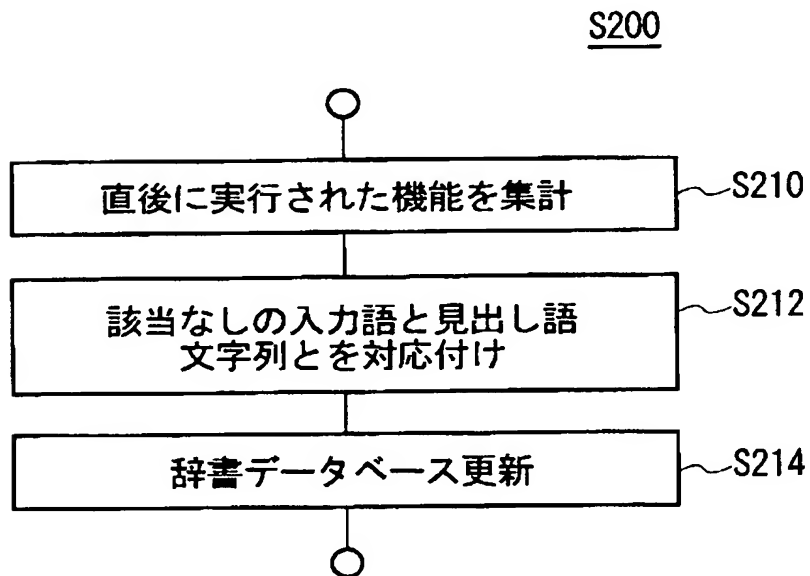 S200
直後に実行された機能を集計
S210
該当なしの入力語と見出し語
文字列とを対応付け
S212
辞書データベース更新
S214